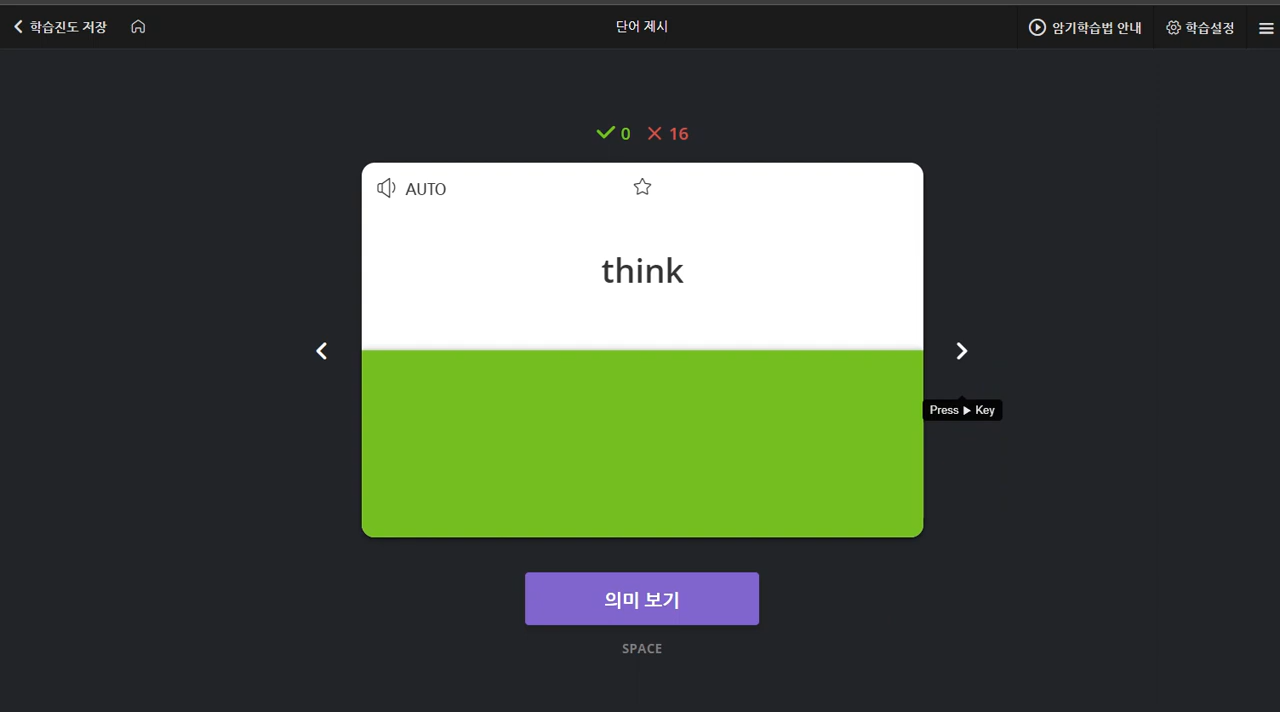 학습진도 저장
단어 제시
암기학습법 안내
학습설정
0
16
AUTO
think
Press ▶ Key
의미 보기
SPACE